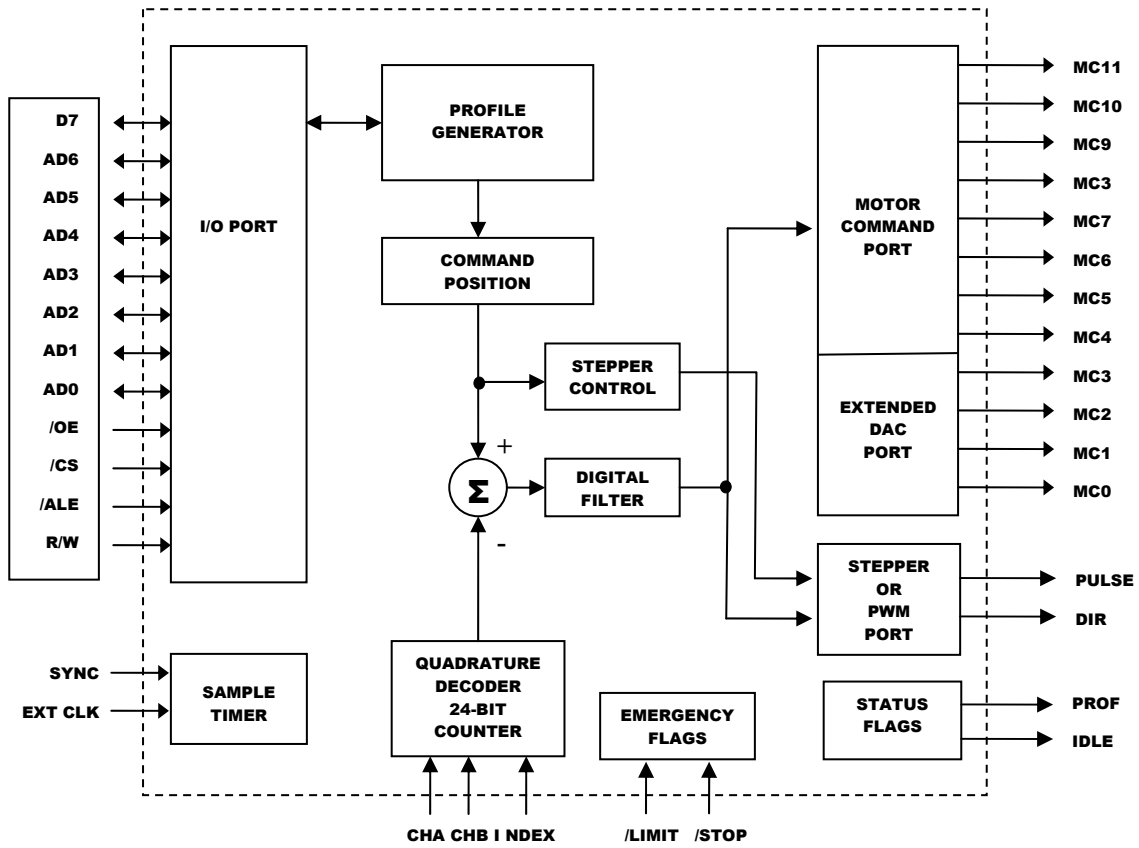 D7
AD6
AD5
AD4
AD3
AD2
AD1
AD0
/OE
/CS
/ALE
R/W
I/O PORT
SYNC
EXT CLK
SAMPLE
TIMER
PROFILE
GENERATOR
COMMAND
POSITION
STEPPER
CONTROL
+
Σ
-
DIGITAL
FILTER
QUADRATURE
DECODER
24-BIT
COUNTER
CHA CHB I NDEX
EMERGENCY
FLAGS
/LIMIT /STOP
MOTOR
COMMAND
PORT
EXTENDED
DAC
PORT
STEPPER
OR
PWM
PORT
STATUS
FLAGS
MC11
MC10
MC9
MC3
MC7
MC6
MC5
MC4
MC3
MC2
MC1
MC0
PULSE
DIR
PROF
IDLE